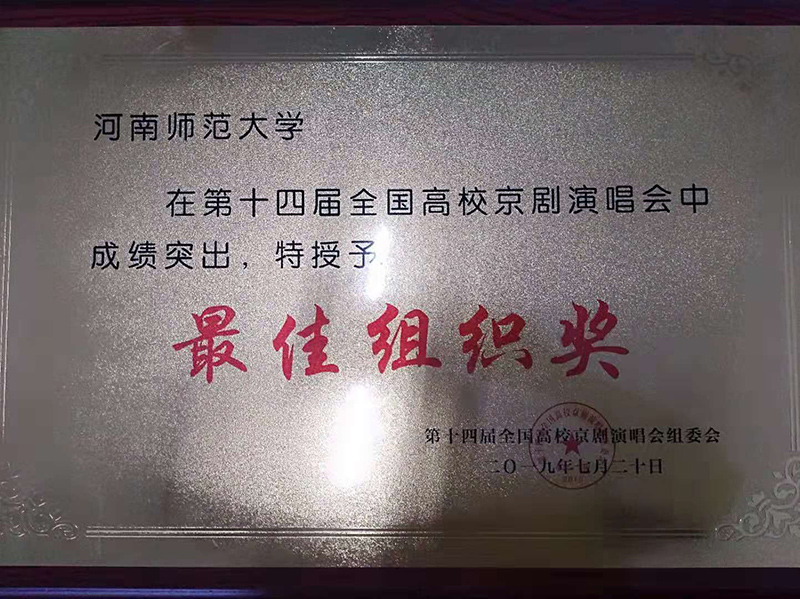 河南师范大学
在第十四届全国高校京剧演唱会中
成绩突出，特授予
最佳组织奖
第十四届全国高校京剧演唱会组委会
二〇一九年七月二十日